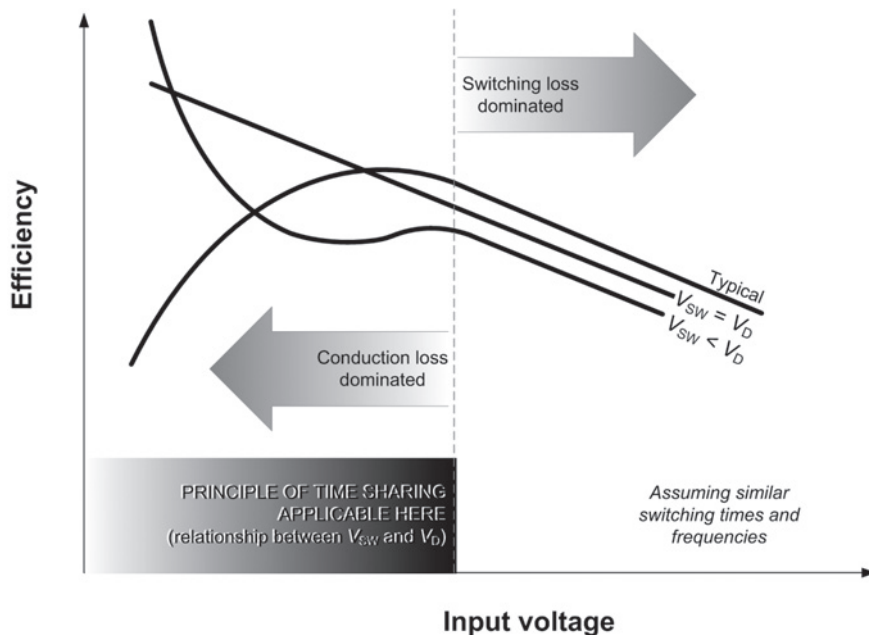 Efficiency
Switching loss
dominated
Typical
V_SW = V_D
V_SW < V_D
Conduction loss
dominated
PRINCIPLE OF TIME SHARING
APPLICABLE HERE
(relationship between V_SW and V_D)
Assuming similar
switching times and
frequencies
Input voltage